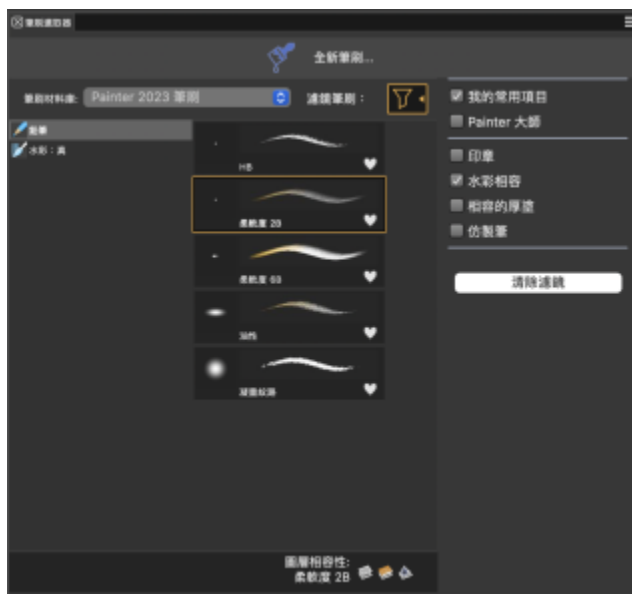 筆刷選取器
全新筆刷...
筆刷材料庫: Painter 2023 筆刷 濾鏡筆刷：
鉛筆
水彩：真
HB
柔軟度 2B
柔軟度 6B
油性
我的常用項目
Painter 大師
印章
水彩相容
相容的厚塗
仿製筆
清除濾鏡
圖層相容性:
柔軟度 2B